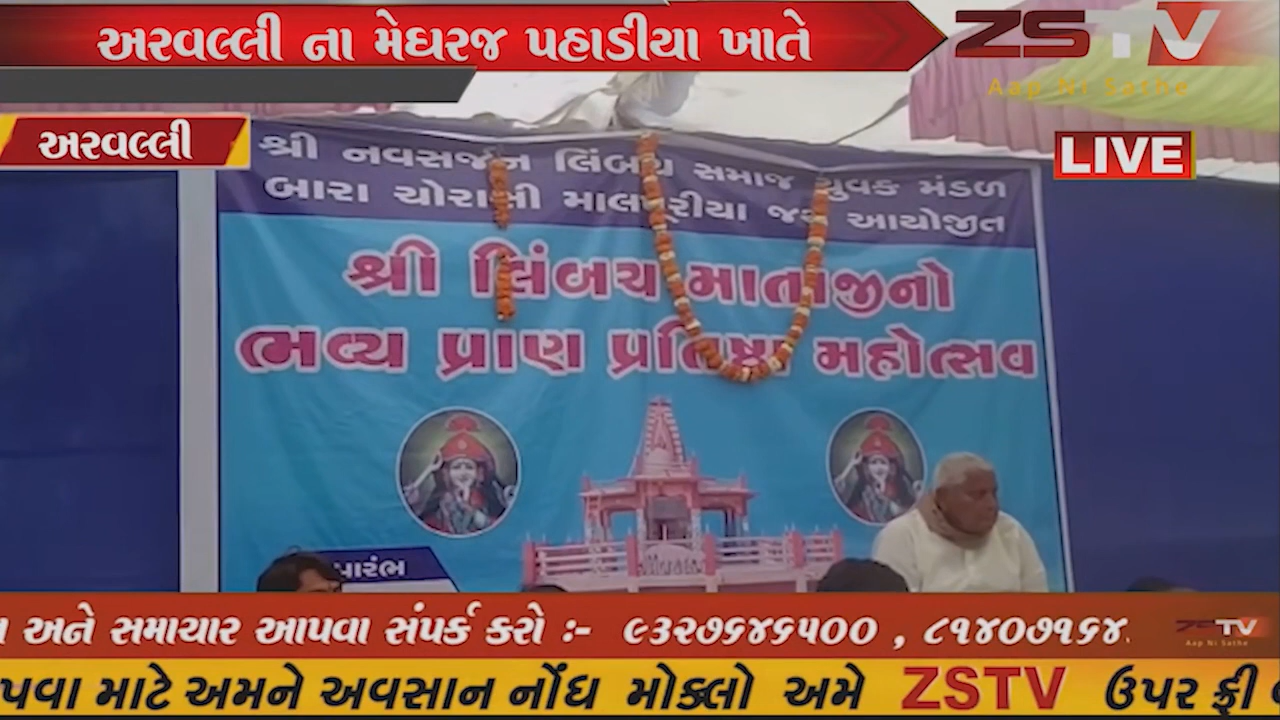 અરવલ્લી ના મેઘરજ પહાડીયા ખાતે
ZSTV
Aap Ni Sathe
અરવલ્લી
LIVE
શ્રી નવસર્જન લિંબચ સમાજ યુવક મંડળ
બારા ચોરાસી માલપૂરીયા જય આયોજીત
શ્રી લિંબચ માતાજીનો
ભવ્ય પ્રાણ પ્રતિષ્ઠા મહોત્સવ
અને સમાચાર આપવા સંપર્ક કરો :- ૯૩૨૭૬૪૬૫૦૦ , ૮૧૪૦૭૧૬૪
ZSTV
Aap Ni Sathe
માટે અમને અવસાન નોંધ મોકલો અમે ZSTV ઉપર ફ્રી